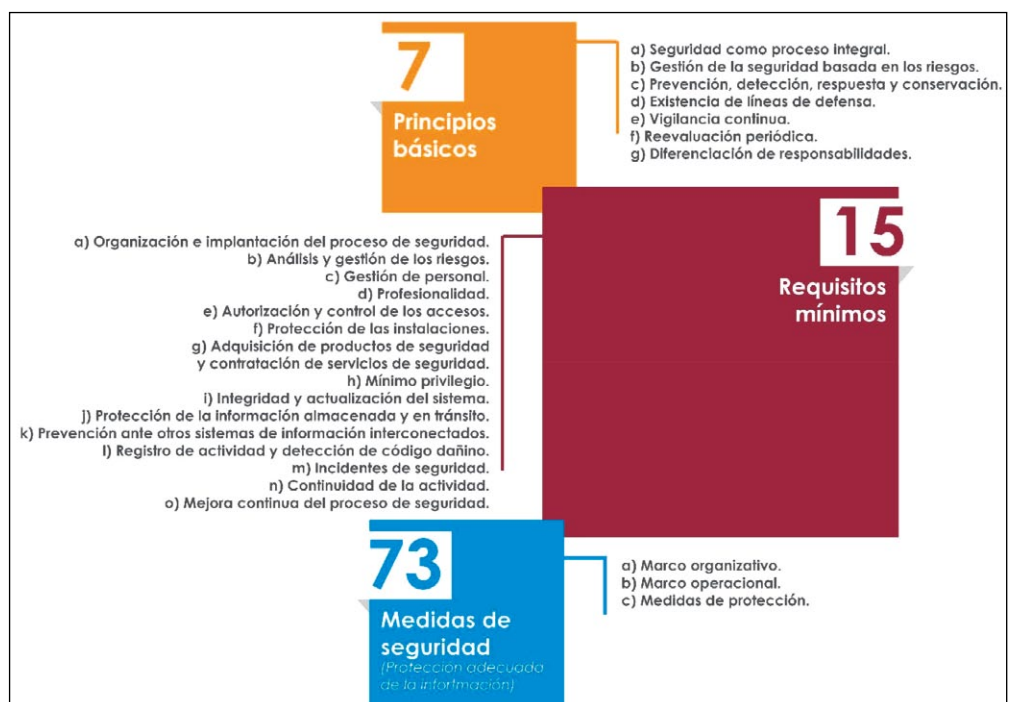 7
Principios
básicos
a) Seguridad como proceso integral.
b) Gestión de la seguridad basada en los riesgos.
c) Prevención, detección, respuesta y conservación.
d) Existencia de líneas de defensa.
e) Vigilancia continua.
f) Reevaluación periódica.
g) Diferenciación de responsabilidades.
15
Requisitos
mínimos
a) Organización e implantación del proceso de seguridad.
b) Análisis y gestión de los riesgos.
c) Gestión de personal.
d) Profesionalidad.
e) Autorización y control de los accesos.
f) Protección de las instalaciones.
g) Adquisición de productos de seguridad
y contratación de servicios de seguridad.
h) Mínimo privilegio.
i) Integridad y actualización del sistema.
j) Protección de la información almacenada y en tránsito.
k) Prevención ante otros sistemas de información interconectados.
l) Registro de actividad y detección de código dañino.
m) Incidentes de seguridad.
n) Continuidad de la actividad.
o) Mejora continua del proceso de seguridad.
73
Medidas de
seguridad
(Protección adecuada
de la infortmación)
a) Marco organizativo.
b) Marco operacional.
c) Medidas de protección.